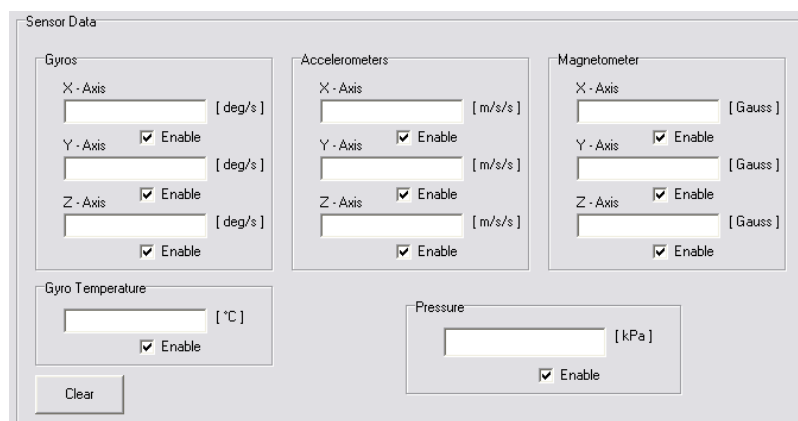 Sensor Data
Gyros
X - Axis
[ deg/s ]
Enable
Y - Axis
[ deg/s ]
Enable
Z - Axis
[ deg/s ]
Enable
Accelerometers
X - Axis
[ m/s/s ]
Enable
Y - Axis
[ m/s/s ]
Enable
Z - Axis
[ m/s/s ]
Enable
Magnetometer
X - Axis
[ Gauss ]
Enable
Y - Axis
[ Gauss ]
Enable
Z - Axis
[ Gauss ]
Enable
Gyro Temperature
[ °C ]
Enable
Pressure
[ kPa ]
Enable
Clear